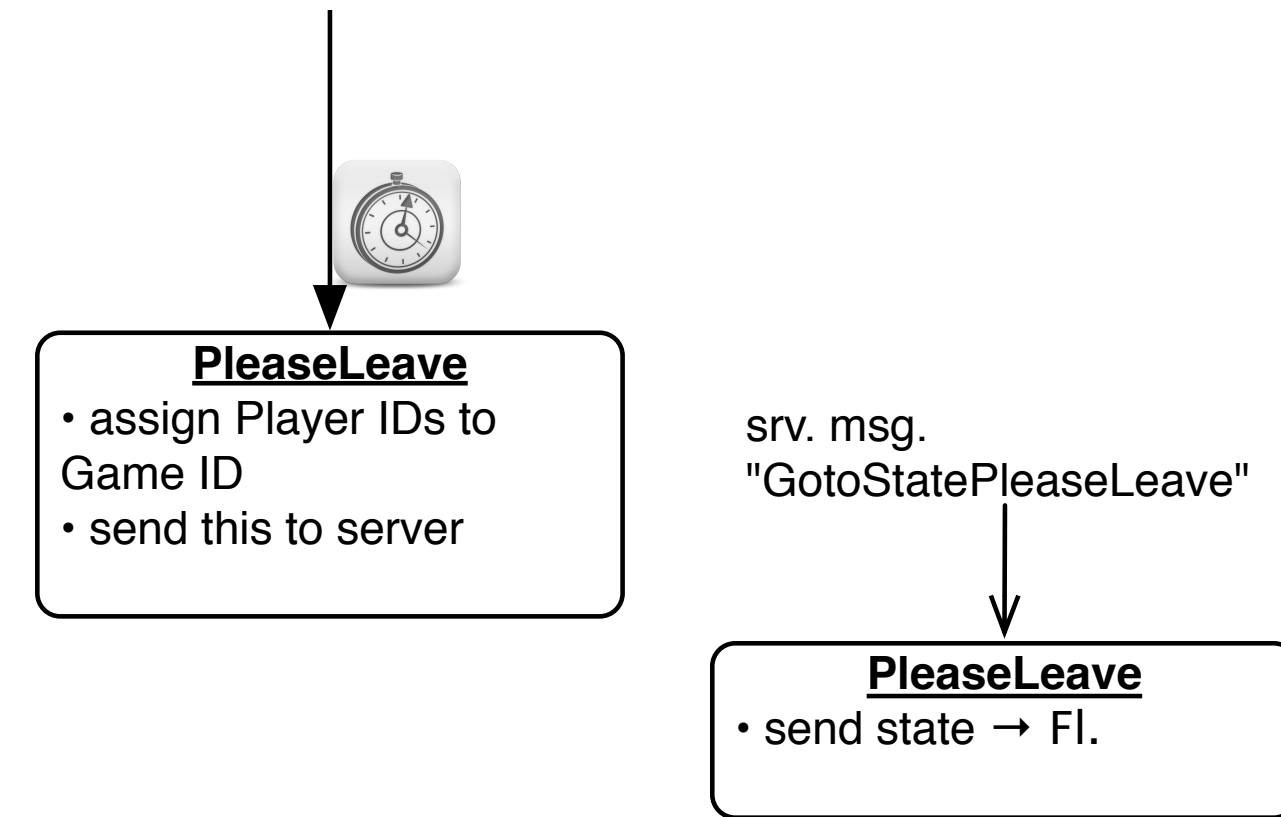 PleaseLeave
• assign Player IDs to
Game ID
• send this to server
srv. msg.
"GotoStatePleaseLeave"
PleaseLeave
• send state → Fl.